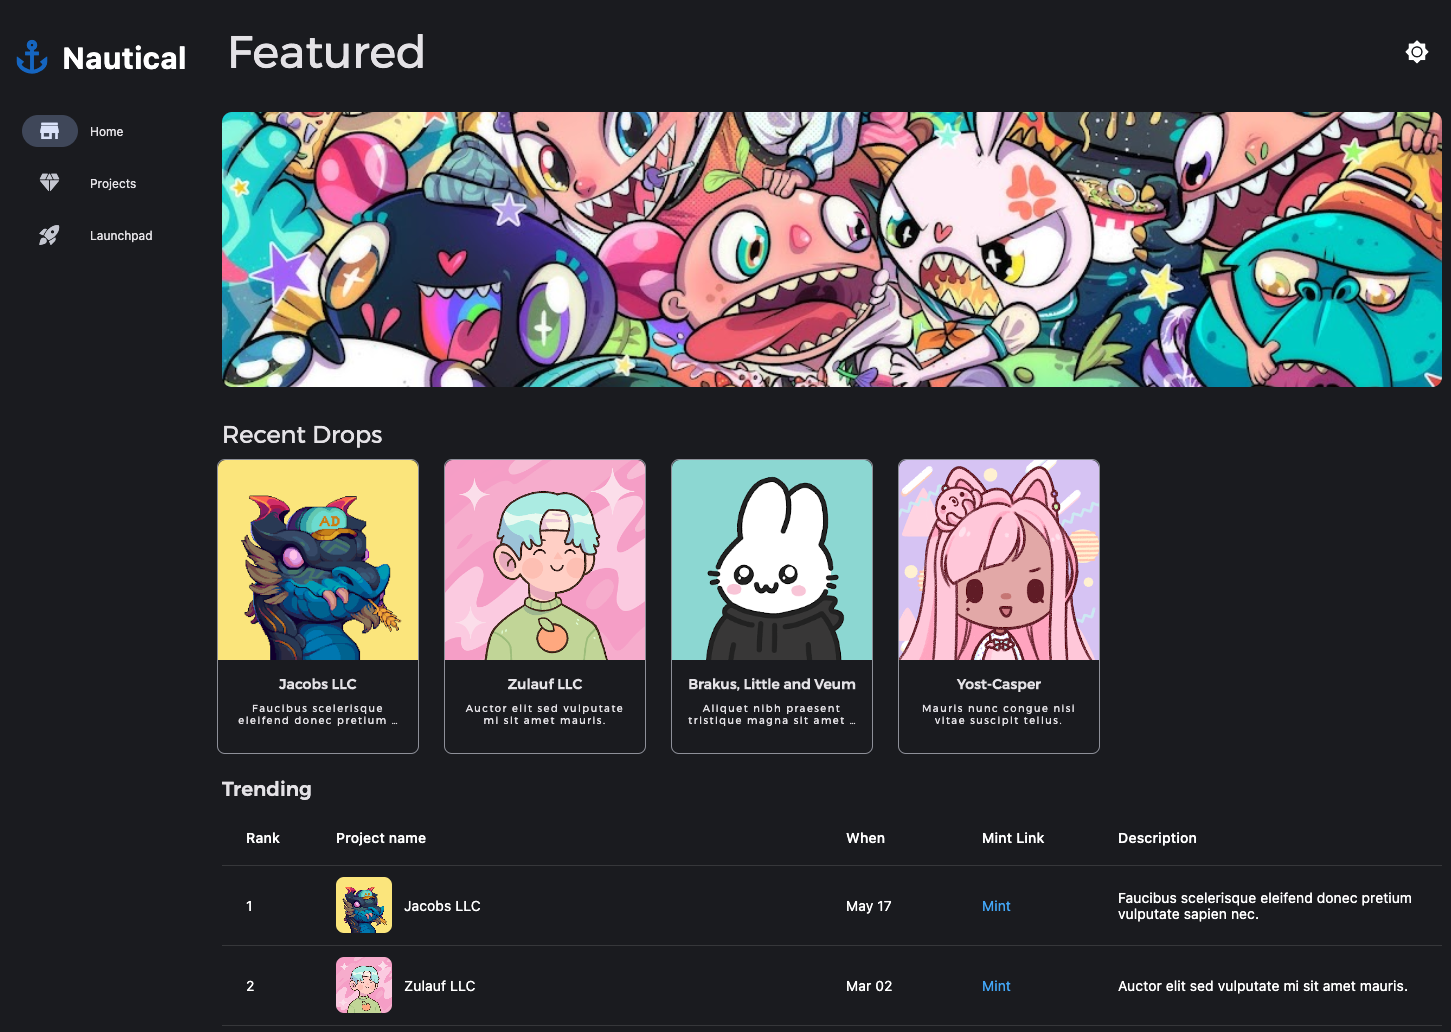 Nautical
Featured
Home
Projects
Launchpad
Recent Drops
AD
Jacobs LLC
Faucibus scelerisque
eleifend donec pretium …
Zulauf LLC
Auctor elit sed vulputate
mi sit amet mauris.
Brakus, Little and Veum
Aliquet nibh praesent
tristique magna sit amet …
Yost-Casper
Mauris nunc congue nisi
vitae suscipit tellus.
Trending
Rank Project name When Mint Link Description
1 Jacobs LLC May 17 Mint Faucibus scelerisque eleifend donec pretium
vulputate sapien nec.
2 Zulauf LLC Mar 02 Mint Auctor elit sed vulputate mi sit amet mauris.